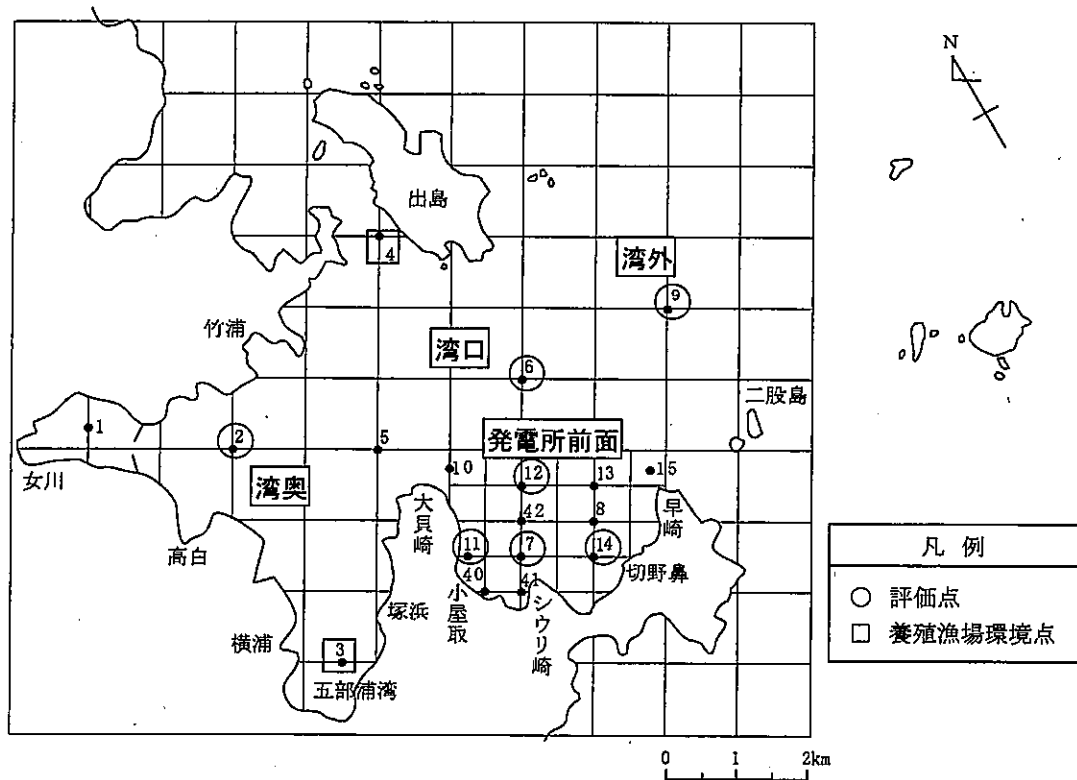 N
出島
4
湾外
9
竹浦
湾口
6
二股島
1
2
5
発電所前面
10
12
13
15
女川
湾奥
大貝崎
42
8
早崎
高白
11
7
14
切野鼻
40
41
小屋取
シウリ崎
塚浜
横浦
3
五部浦湾
凡例
○ 評価点
□ 養殖漁場環境点
0 1 2km